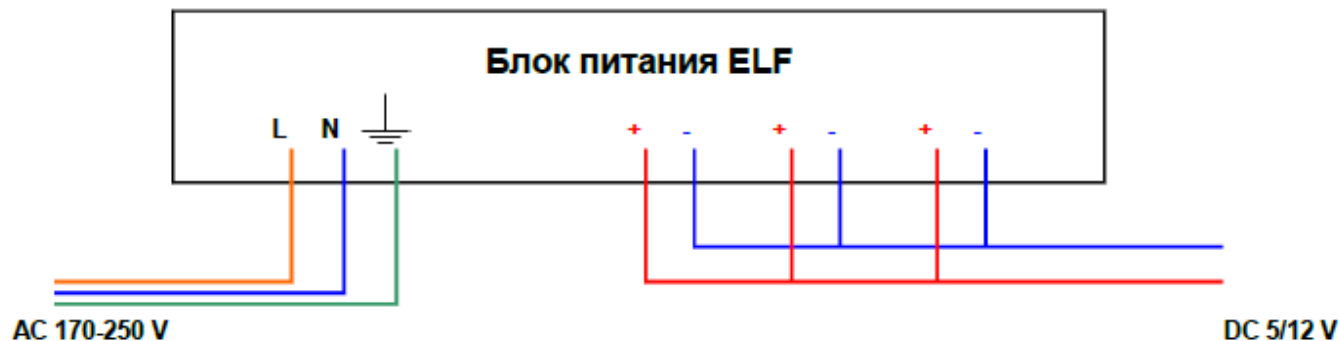 Блок питания ELF
L N + - + - + -
AC 170-250 V
DC 5/12 V